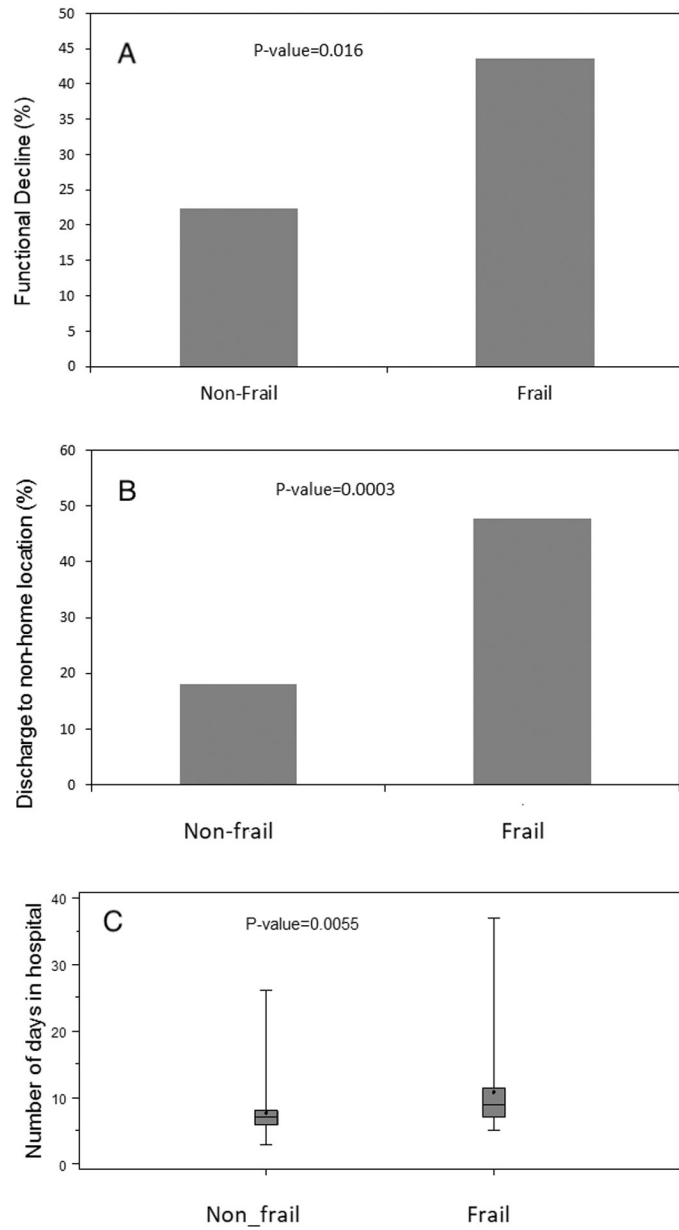 A
P-value=0.016
Functional Decline (%)
50
45
40
35
30
25
20
15
10
5
0
Non-Frail Frail
B
P-value=0.0003
Discharge to non-home location (%)
60
50
40
30
20
10
0
Non-frail Frail
C
P-value=0.0055
Number of days in hospital
40
30
20
10
0
Non_frail Frail